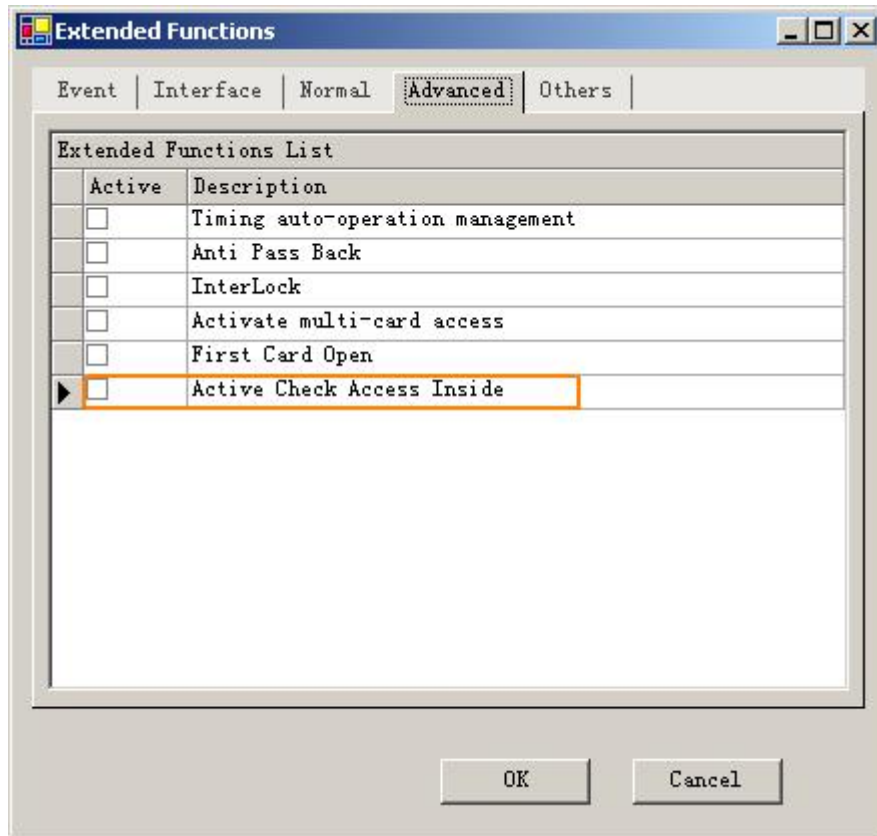 Extended Functions
Event Interface Normal Advanced Others
Extended Functions List
Active Description
Timing auto-operation management
Anti Pass Back
InterLock
Activate multi-card access
First Card Open
Active Check Access Inside
OK Cancel